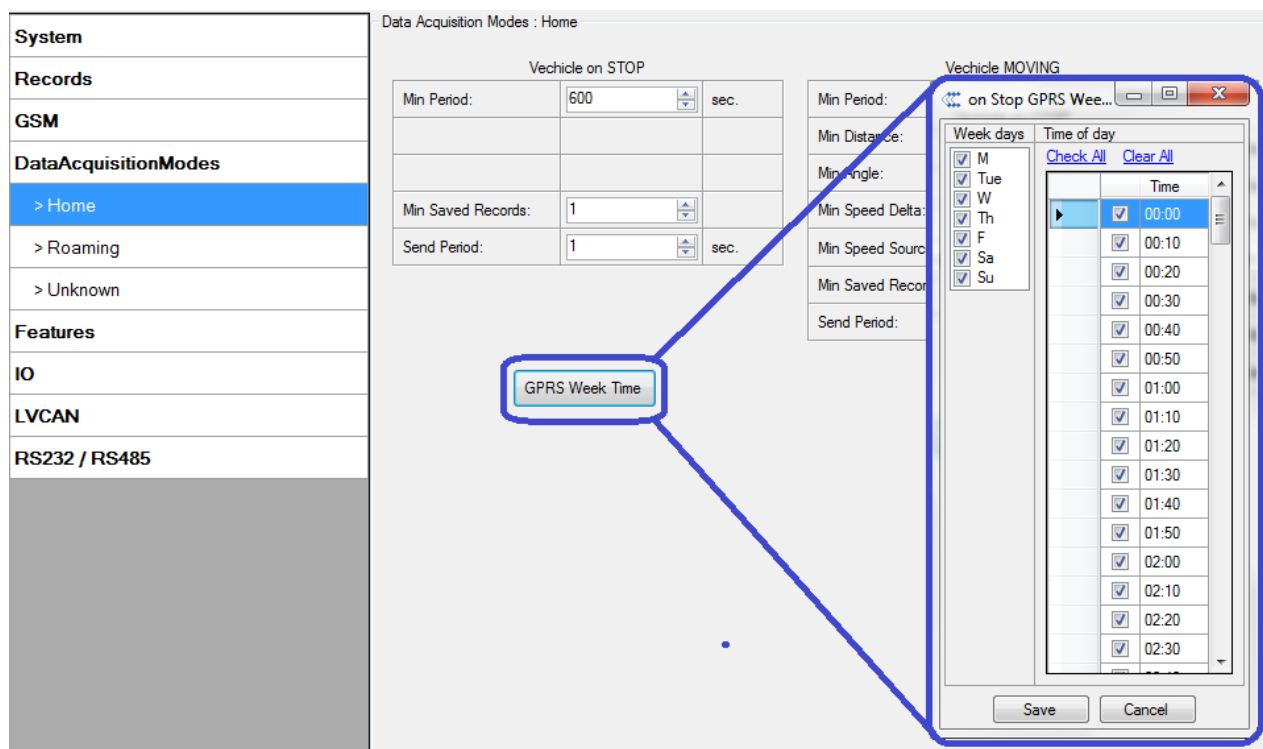 System
Records
GSM
DataAcquisitionModes
> Home
> Roaming
> Unknown
Features
IO
LVCAN
RS232 / RS485
Data Acquisition Modes : Home
Vechicle on STOP
Min Period: 600 sec.
Min Saved Records: 1
Send Period: 1 sec.
GPRS Week Time
Vechicle MOVING
Min Period:
Min Distance:
Min Angle:
Min Speed Delta:
Min Speed Sourc
Min Saved Recor
Send Period:
on Stop GPRS Wee...
Week days
M
Tue
W
Th
F
Sa
Su
Time of day
Check All Clear All
Time
00:00
00:10
00:20
00:30
00:40
00:50
01:00
01:10
01:20
01:30
01:40
01:50
02:00
02:10
02:20
02:30
Save Cancel